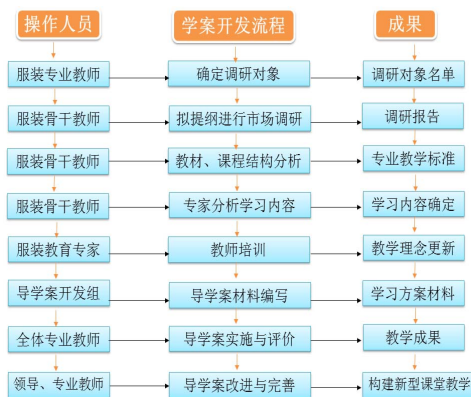 操作人员 学案开发流程 成果
服装专业教师 确定调研对象 调研对象名单
服装骨干教师 拟提纲进行市场调研 调研报告
服装骨干教师 教材、课程结构分析 专业教学标准
服装骨干教师 专家分析学习内容 学习内容确定
服装教育专家 教师培训 教学理念更新
导学案开发组 导学案材料编写 学习方案材料
全体专业教师 导学案实施与评价 教学成果
领导、专业教师 导学案改进与完善 构建新型课堂教学